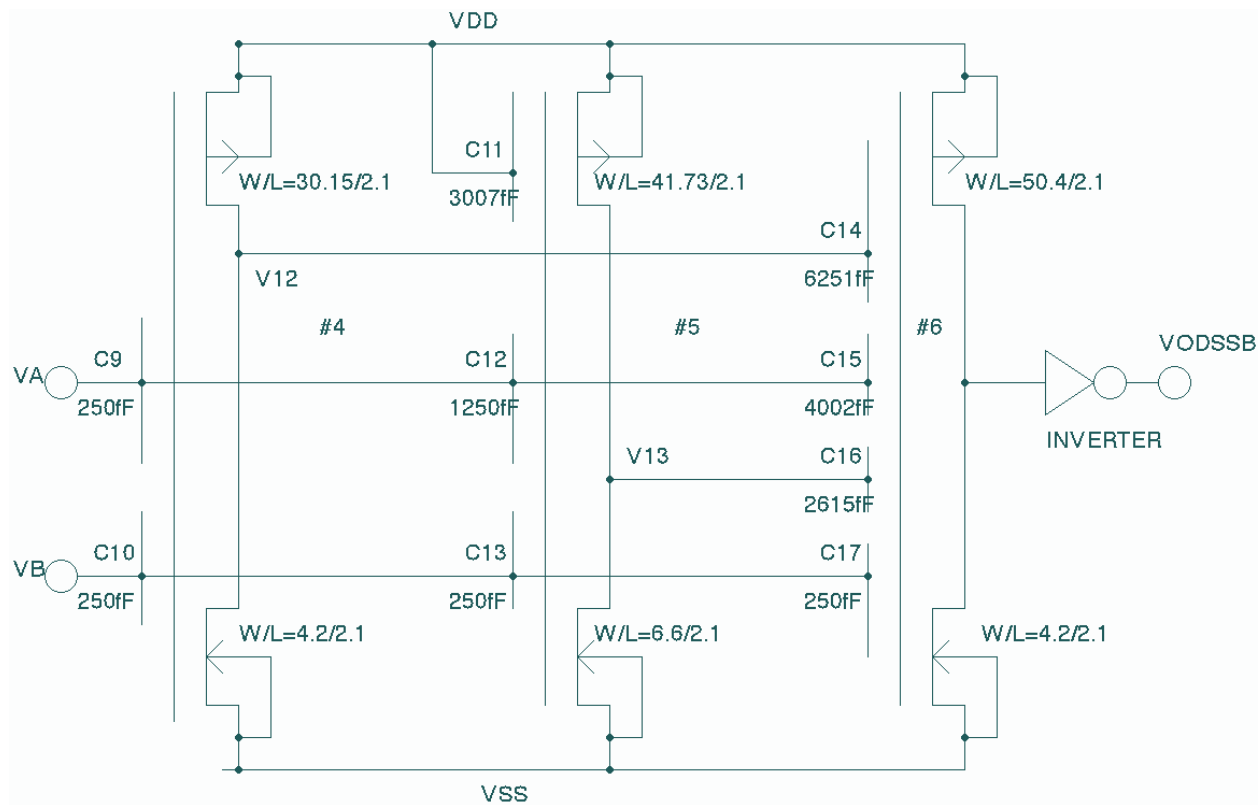 VDD
C11
3007fF
W/L=30.15/2.1
W/L=41.73/2.1
W/L=50.4/2.1
C14
6251fF
V12
#4
#5
#6
VODSSB
C9
C12
C15
VA
250fF
1250fF
4002fF
INVERTER
V13
C16
2615fF
C10
C13
C17
VB
250fF
250fF
250fF
W/L=4.2/2.1
W/L=6.6/2.1
W/L=4.2/2.1
VSS